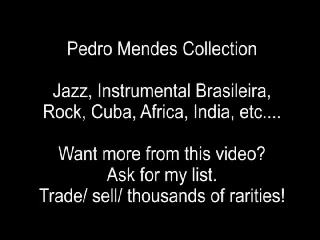 Pedro Mendes Collection
Jazz, Instrumental Brasileira,
Rock, Cuba, Africa, India, etc....
Want more from this video?
Ask for my list.
Trade/ sell/ thousands of rarities!